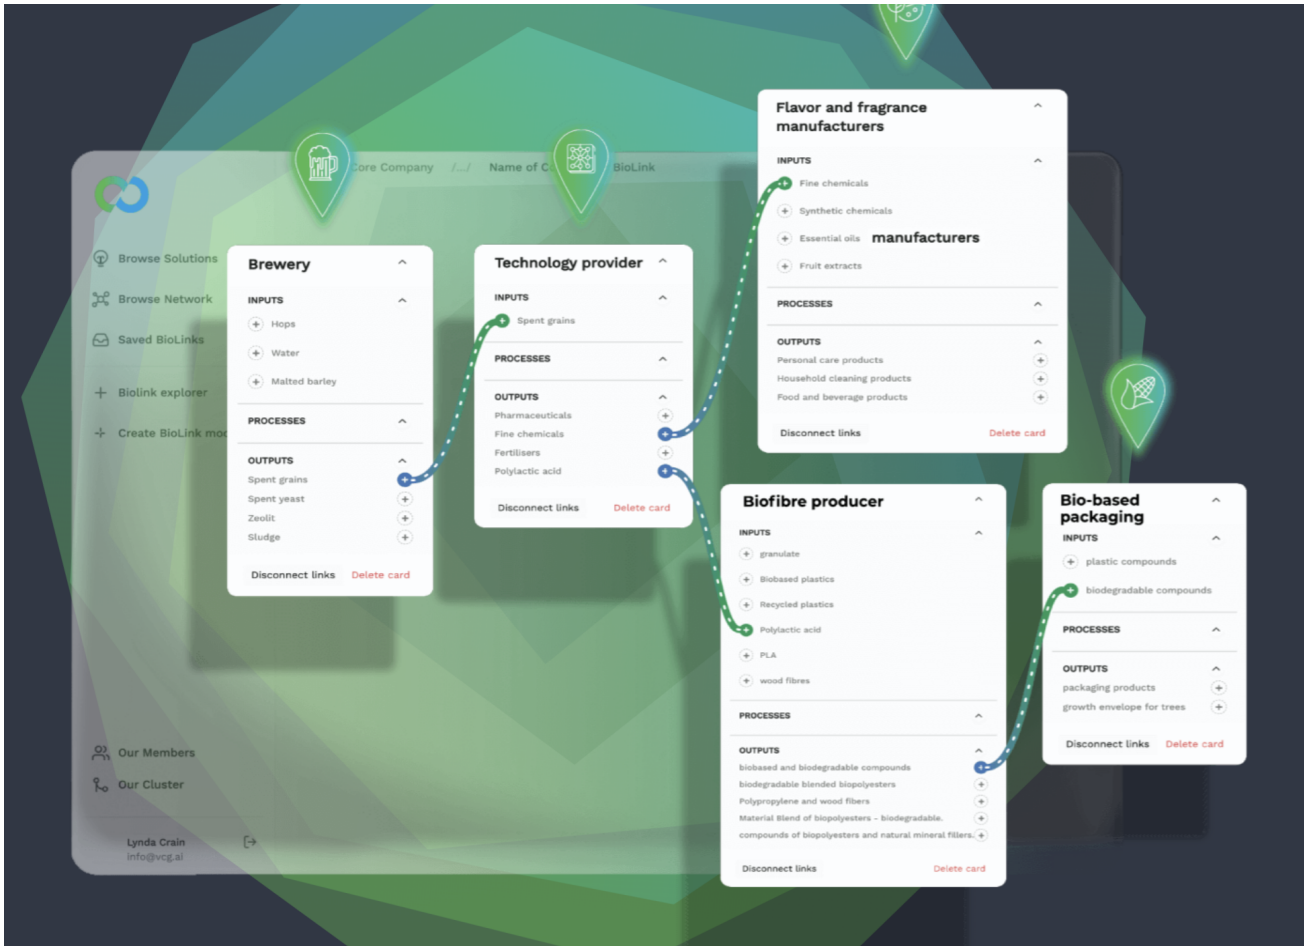 Core Company /.../ Name of C BioLink
Browse Solutions
Browse Network
Saved BioLinks
Biolink explorer
Create BioLink mod
Our Members
Our Cluster
Lynda Crain
info@vcg.ai
Brewery
INPUTS
Hops
Water
Malted barley
PROCESSES
OUTPUTS
Spent grains
Spent yeast
Zeolit
Sludge
Disconnect links Delete card
Technology provider
INPUTS
Spent grains
PROCESSES
OUTPUTS
Pharmaceuticals
Fine chemicals
Fertilisers
Polylactic acid
Disconnect links Delete card
Flavor and fragrance
manufacturers
INPUTS
Fine chemicals
Synthetic chemicals
Essential oils manufacturers
Fruit extracts
PROCESSES
OUTPUTS
Personal care products
Household cleaning products
Food and beverage products
Disconnect links Delete card
Biofibre producer
INPUTS
granulate
Biobased plastics
Recycled plastics
Polylactic acid
PLA
wood fibres
PROCESSES
OUTPUTS
biobased and biodegradable compounds
biodegradable blended biopolyesters
Polypropylene and wood fibers
Material Blend of biopolyesters - biodegradable.
compounds of biopolyesters and natural mineral fillers.
Disconnect links Delete card
Bio-based
packaging
INPUTS
plastic compounds
biodegradable compounds
PROCESSES
OUTPUTS
packaging products
growth envelope for trees
Disconnect links Delete card